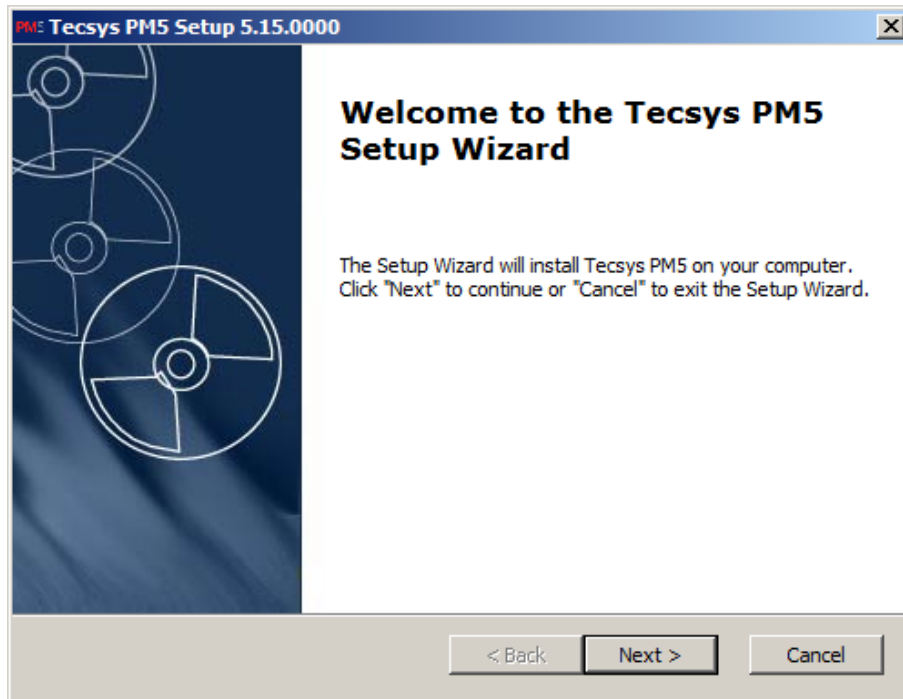 PM5 Tecsys PM5 Setup 5.15.0000
Welcome to the Tecsys PM5
Setup Wizard
The Setup Wizard will install Tecsys PM5 on your computer.
Click "Next" to continue or "Cancel" to exit the Setup Wizard.
< Back Next > Cancel